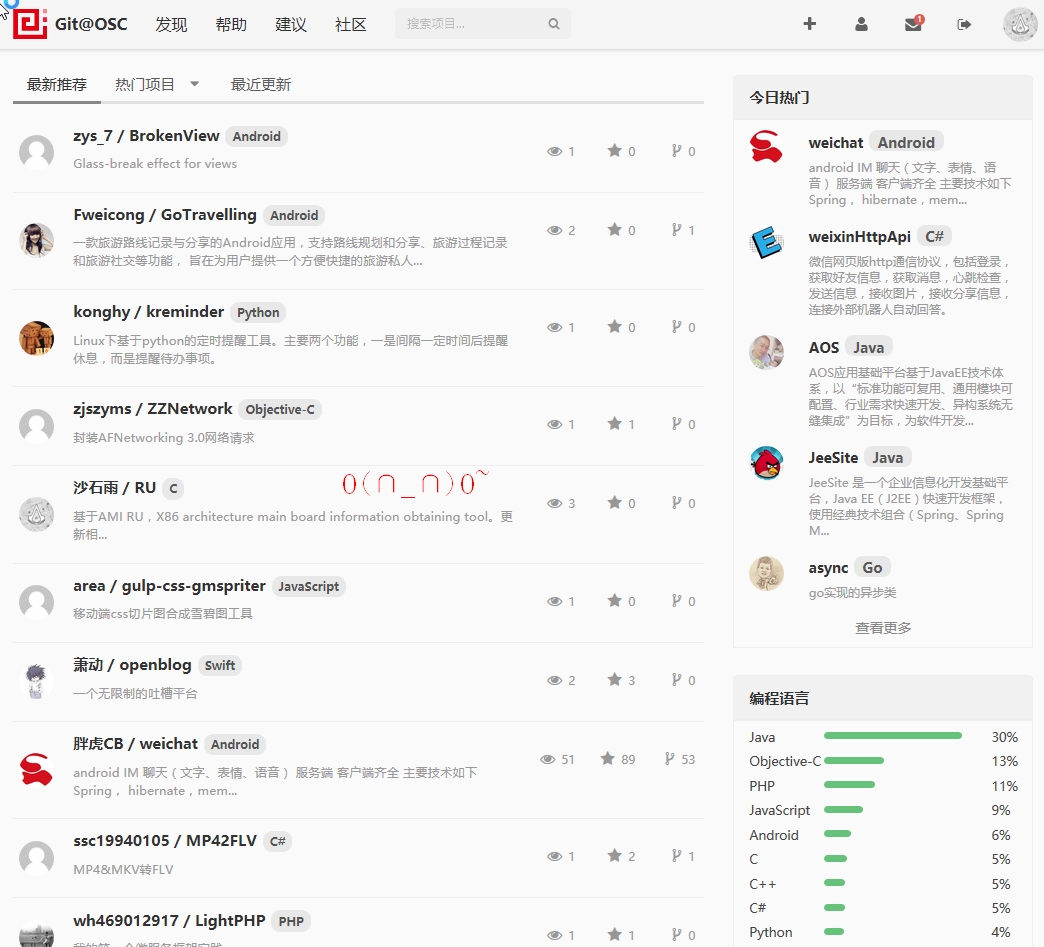 Git@OSC 发现 帮助 建议 社区 搜索项目... 1
最新推荐 热门项目 最近更新
zys_7 / BrokenView Android
Glass-break effect for views
1 0 0
Fweicong / GoTravelling Android
一款旅游路线记录与分享的Android应用，支持路线规划和分享、旅游过程记录
和旅游社交等功能， 旨在为用户提供一个方便快捷的旅游私人...
2 0 1
konghy / kreminder Python
Linux下基于python的定时提醒工具。主要两个功能，一是间隔一定时间后提醒
休息，而是提醒待办事项。
1 0 0
zjszyms / ZZNetwork Objective-C
封装AFNetworking 3.0网络请求
1 1 0
沙石雨 / RU C
0(∩_∩)0~
基于AMI RU，X86 architecture main board information obtaining tool。更
新相...
3 0 0
area / gulp-css-gmspriter JavaScript
移动端css切片图合成雪碧图工具
1 0 0
萧动 / openblog Swift
一个无限制的吐槽平台
2 3 0
胖虎CB / weichat Android
android IM 聊天（文字、表情、语音） 服务端 客户端齐全 主要技术如下
Spring， hibernate，mem...
51 89 53
ssc19940105 / MP42FLV C#
MP4&MKV转FLV
1 2 1
wh469012917 / LightPHP PHP
1 1 0
今日热门
weichat Android
android IM 聊天（文字、表情、语
音） 服务端 客户端齐全 主要技术如下
Spring， hibernate，mem...
weixinHttpApi C#
微信网页版http通信协议，包括登录，
获取好友信息，获取消息，心跳检查，
发送信息，接收图片，接收分享信息，
连接外部机器人自动回答。
AOS Java
AOS应用基础平台基于JavaEE技术体
系，以“标准功能可复用、通用模块可
配置、行业需求快速开发、异构系统无
缝集成”为目标，为软件开发...
JeeSite Java
JeeSite 是一个企业信息化开发基础平
台，Java EE（J2EE）快速开发框架，
使用经典技术组合（Spring、Spring
M...
async Go
go实现的异步类
查看更多
编程语言
Java 30%
Objective-C 13%
PHP 11%
JavaScript 9%
Android 6%
C 5%
C++ 5%
C# 5%
Python 4%